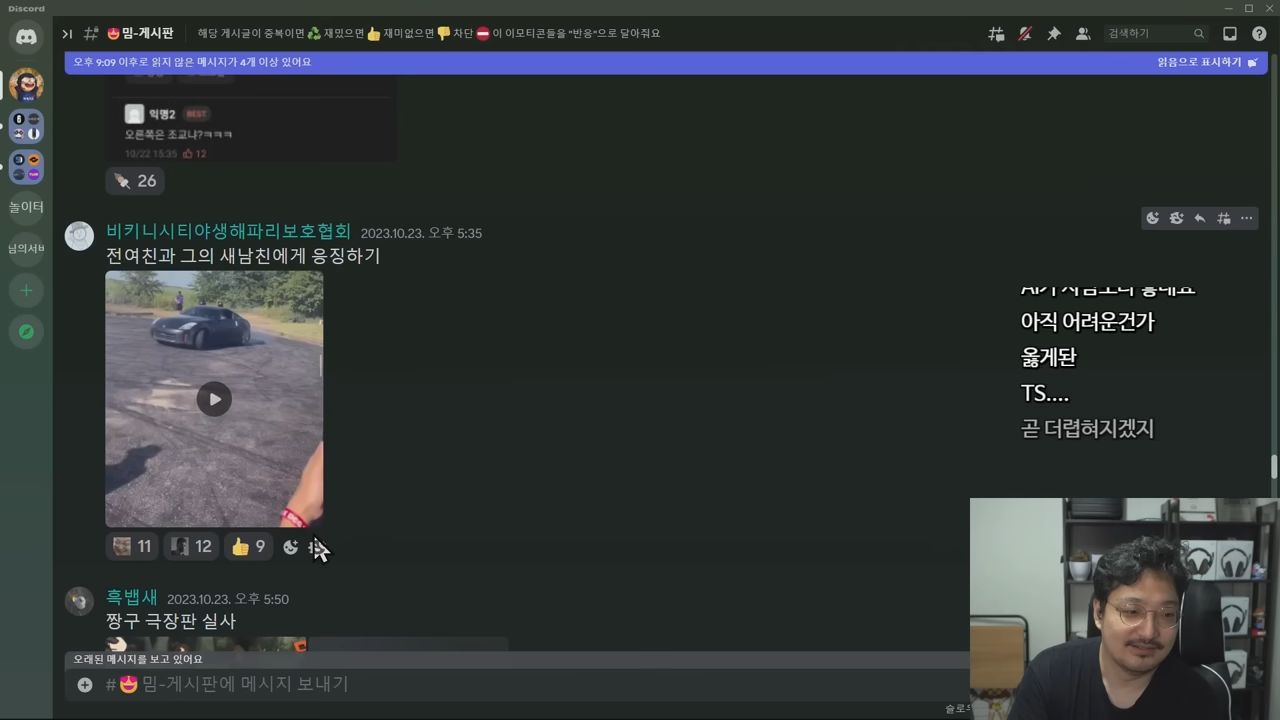 Discord
밈-게시판
해당 게시글이 중복이면 재밌으면 재미없으면 차단 이 이모티콘들을 "반응"으로 달아줘요
검색하기
오후 9:09 이후로 읽지 않은 메시지가 4개 이상 있어요
읽음으로 표시하기
익명2 BEST
오른쪽은 조교냐?ㅋㅋㅋ
10/22 15:35 12
26
놀이터
님의서버
비키니시티야생해파리보호협회 2023.10.23. 오후 5:35
전여친과 그의 새남친에게 응징하기
아직 어려운건가
옳게돤
TS....
곧 더렵혀지겠지
11 12 9
흑뱁새 2023.10.23. 오후 5:50
짱구 극장판 실사
오래된 메시지를 보고 있어요
#밈-게시판에 메시지 보내기
슬로